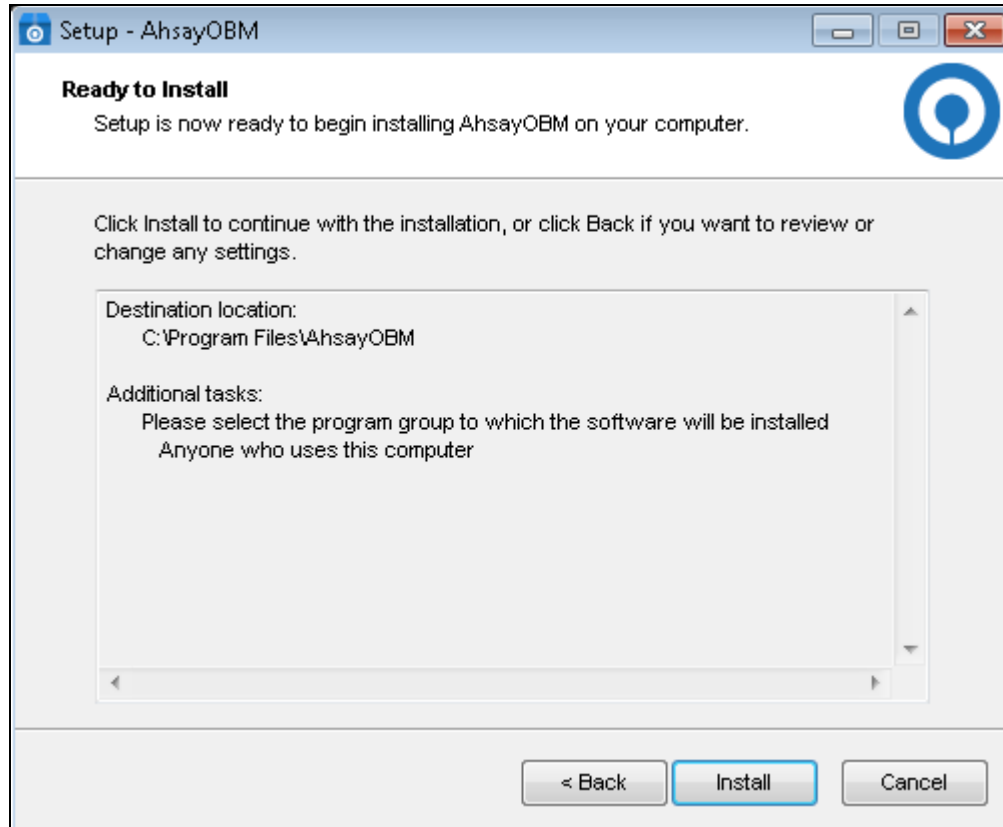 Setup - AhsayOBM
Ready to Install
Setup is now ready to begin installing AhsayOBM on your computer.
Click Install to continue with the installation, or click Back if you want to review or
change any settings.
Destination location:
C:\Program Files\AhsayOBM
Additional tasks:
Please select the program group to which the software will be installed
Anyone who uses this computer
< Back
Install
Cancel